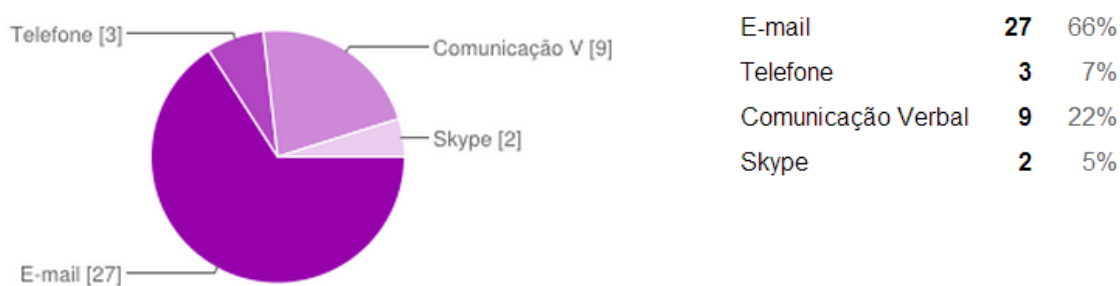 Telefone [3]
Comunicação V [9]
Skype [2]
E-mail [27]
E-mail 27 66%
Telefone 3 7%
Comunicação Verbal 9 22%
Skype 2 5%